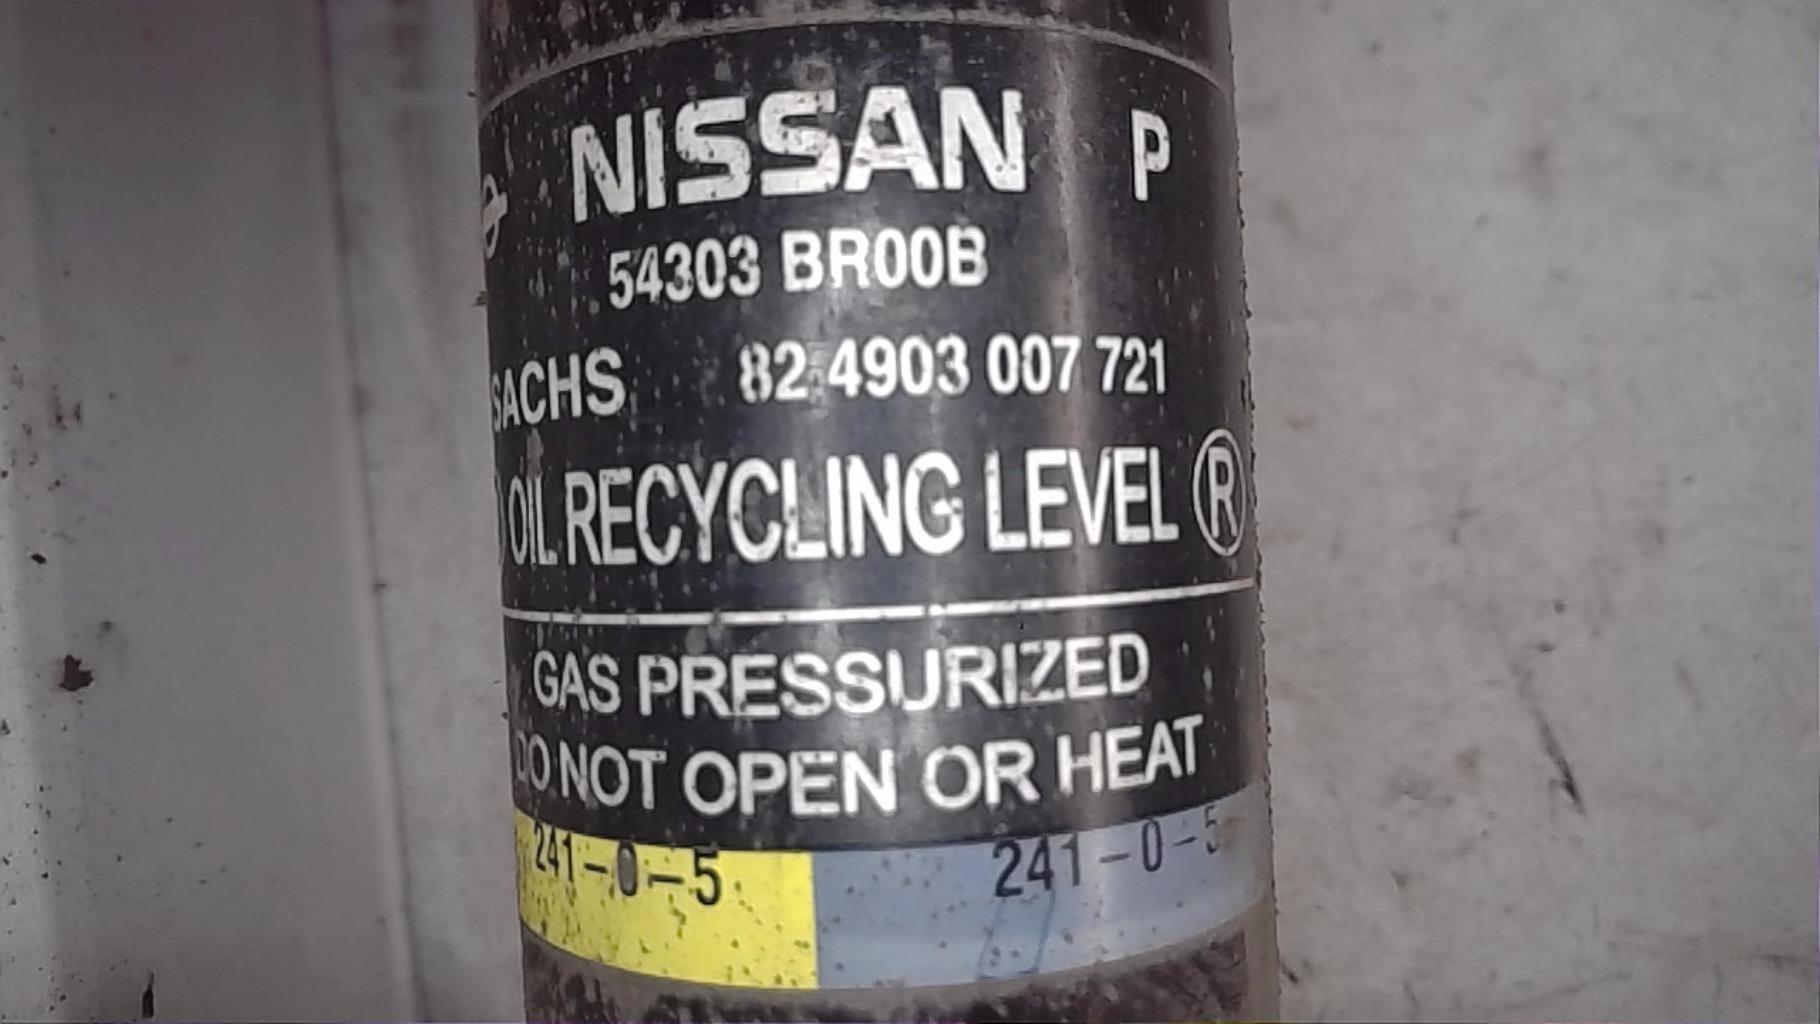 NISSAN P
54303 BR00B
SACHS 82 4903 007 721
OIL RECYCLING LEVEL Ⓡ
GAS PRESSURIZED
DO NOT OPEN OR HEAT
241-0-5 241-0-5